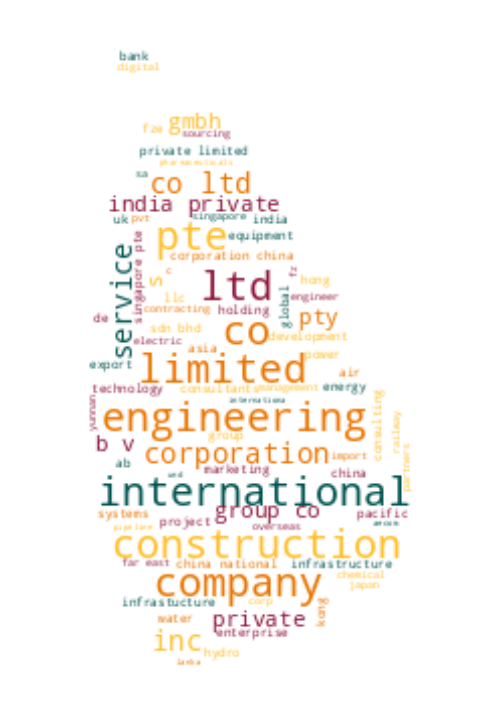 bank
digital
gmbh
fze
sourcing
private limited
pharmaceuticals
sa
co ltd
india private
uk
pvt
singapore
india
pte
equipment
service
singapore pte
corporation china
s
c
fz
ltd
hong
llc
engineer
global
contracting
holding
de
pty
co
sdn bhd
development
electric
asia
power
limited
export
air
technology
consultants
management
energy
yunnan
internationa
engineering
consulting
railway
group
b v
corporation
import
partners
ab
marketing
china
and
international
systems
group co
pacific
project
aecom
pipeline
overseas
construction
far east
china national
infrastructure
chemical
company
japan
infrastucture
corp
kong
water
private
enterprise
inc
hydro
lanka